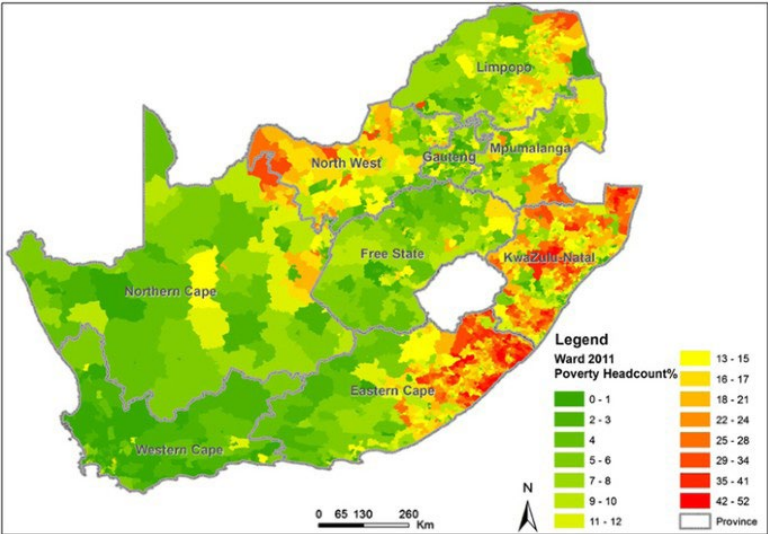 Limpopo
Mpumalanga
Gauteng
North West
Free State
KwaZulu-Natal
Northern Cape
Eastern Cape
Western Cape
Legend
Ward 2011
Poverty Headcount%
0 - 1
2 - 3
4
5 - 6
7 - 8
9 - 10
11 - 12
13 - 15
16 - 17
18 - 21
22 - 24
25 - 28
29 - 34
35 - 41
42 - 52
Province
N
0 65 130 260
Km